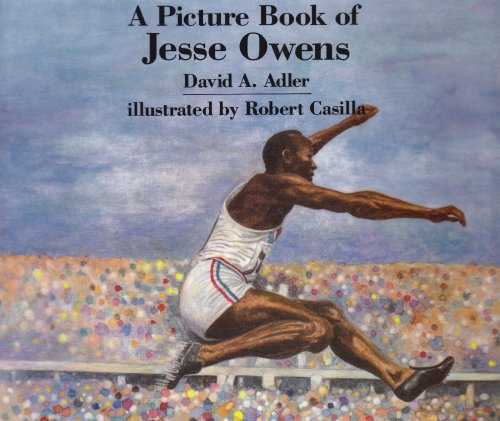 A Picture Book of
Jesse Owens
David A. Adler
illustrated by Robert Casilla